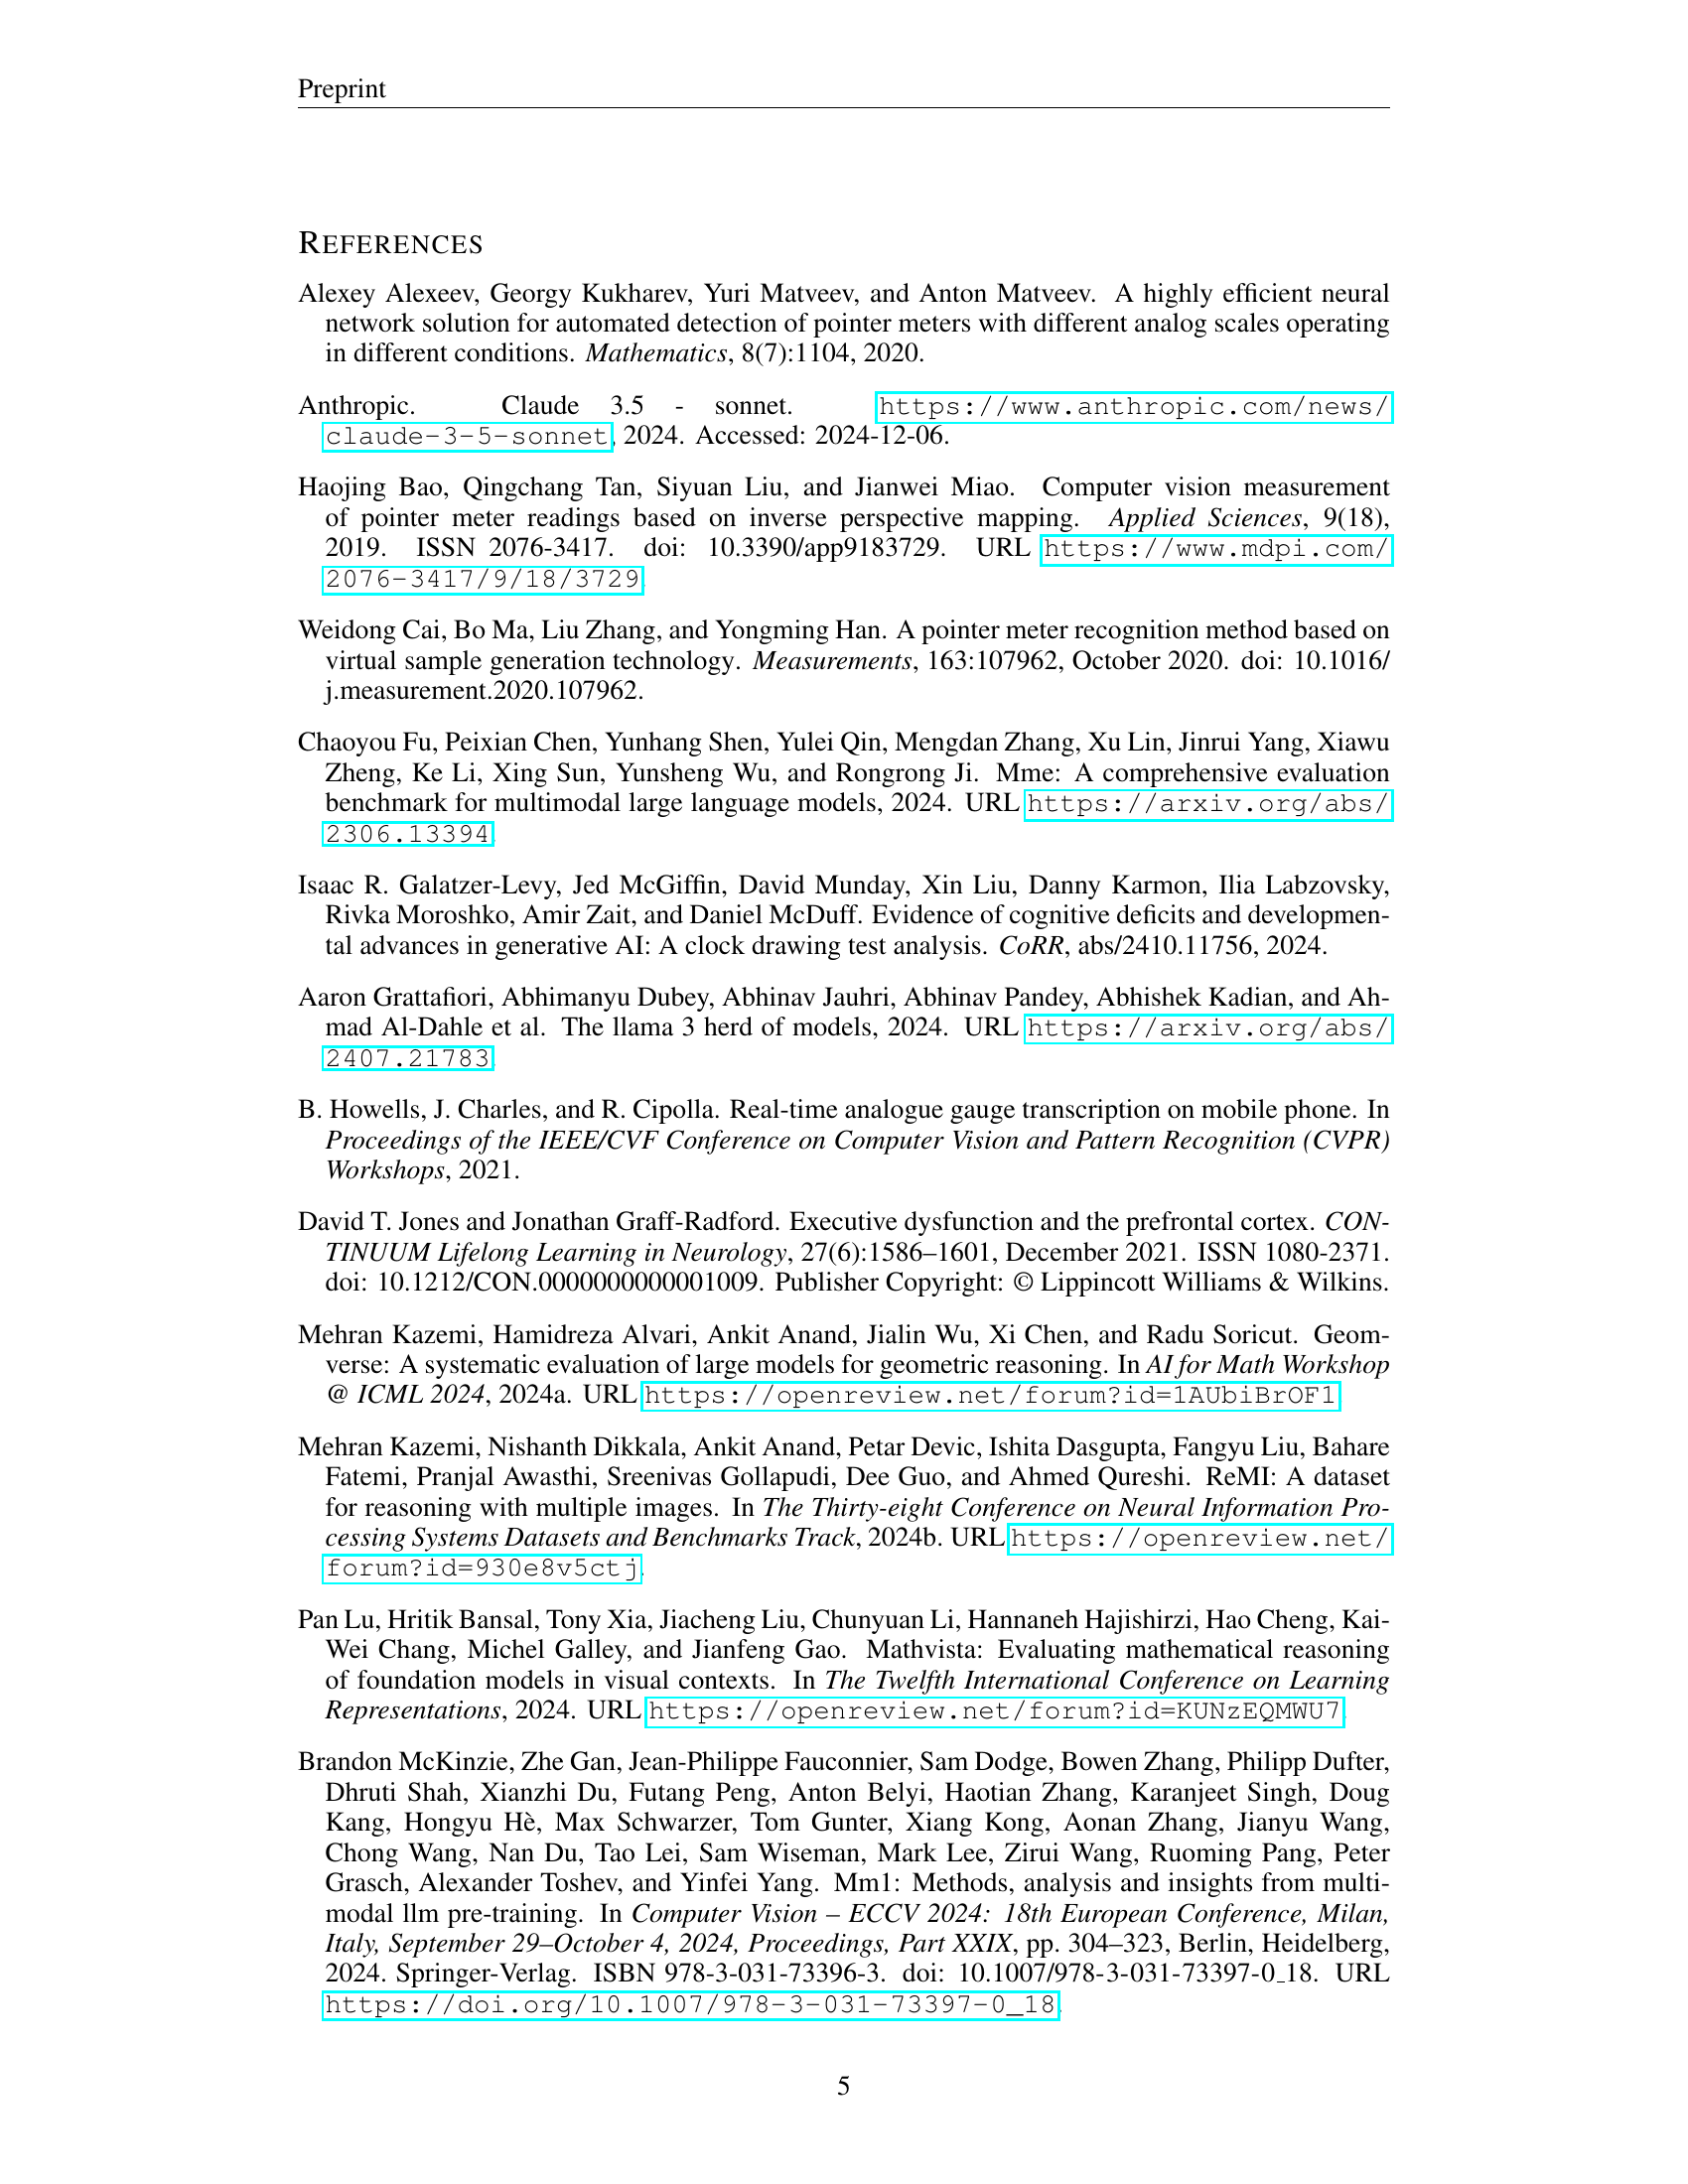 Preprint
REFERENCES
Alexey Alexeev, Georgy Kukharev, Yuri Matveev, and Anton Matveev. A highly efficient neural
network solution for automated detection of pointer meters with different analog scales operating
in different conditions. Mathematics, 8(7):1104, 2020.
Anthropic. Claude 3.5 - sonnet. https://www.anthropic.com/news/
claude-3-5-sonnet, 2024. Accessed: 2024-12-06.
Haojing Bao, Qingchang Tan, Siyuan Liu, and Jianwei Miao. Computer vision measurement
of pointer meter readings based on inverse perspective mapping. Applied Sciences, 9(18),
2019. ISSN 2076-3417. doi: 10.3390/app9183729. URL https://www.mdpi.com/
2076-3417/9/18/3729.
Weidong Cai, Bo Ma, Liu Zhang, and Yongming Han. A pointer meter recognition method based on
virtual sample generation technology. Measurements, 163:107962, October 2020. doi: 10.1016/
j.measurement.2020.107962.
Chaoyou Fu, Peixian Chen, Yunhang Shen, Yulei Qin, Mengdan Zhang, Xu Lin, Jinrui Yang, Xiawu
Zheng, Ke Li, Xing Sun, Yunsheng Wu, and Rongrong Ji. Mme: A comprehensive evaluation
benchmark for multimodal large language models, 2024. URL https://arxiv.org/abs/
2306.13394.
Isaac R. Galatzer-Levy, Jed McGiffin, David Munday, Xin Liu, Danny Karmon, Ilia Labzovsky,
Rivka Moroshko, Amir Zait, and Daniel McDuff. Evidence of cognitive deficits and developmen-
tal advances in generative AI: A clock drawing test analysis. CoRR, abs/2410.11756, 2024.
Aaron Grattafiori, Abhimanyu Dubey, Abhinav Jauhri, Abhinav Pandey, Abhishek Kadian, and Ah-
mad Al-Dahle et al. The llama 3 herd of models, 2024. URL https://arxiv.org/abs/
2407.21783.
B. Howells, J. Charles, and R. Cipolla. Real-time analogue gauge transcription on mobile phone. In
Proceedings of the IEEE/CVF Conference on Computer Vision and Pattern Recognition (CVPR)
Workshops, 2021.
David T. Jones and Jonathan Graff-Radford. Executive dysfunction and the prefrontal cortex. CON-
TINUUM Lifelong Learning in Neurology, 27(6):1586–1601, December 2021. ISSN 1080-2371.
doi: 10.1212/CON.0000000000001009. Publisher Copyright: © Lippincott Williams & Wilkins.
Mehran Kazemi, Hamidreza Alvari, Ankit Anand, Jialin Wu, Xi Chen, and Radu Soricut. Geom-
verse: A systematic evaluation of large models for geometric reasoning. In AI for Math Workshop
@ ICML 2024, 2024a. URL https://openreview.net/forum?id=1AUbiBrOF1.
Mehran Kazemi, Nishanth Dikkala, Ankit Anand, Petar Devic, Ishita Dasgupta, Fangyu Liu, Bahare
Fatemi, Pranjal Awasthi, Sreenivas Gollapudi, Dee Guo, and Ahmed Qureshi. ReMI: A dataset
for reasoning with multiple images. In The Thirty-eight Conference on Neural Information Pro-
cessing Systems Datasets and Benchmarks Track, 2024b. URL https://openreview.net/
forum?id=930e8v5ctj.
Pan Lu, Hritik Bansal, Tony Xia, Jiacheng Liu, Chunyuan Li, Hannaneh Hajishirzi, Hao Cheng, Kai-
Wei Chang, Michel Galley, and Jianfeng Gao. Mathvista: Evaluating mathematical reasoning
of foundation models in visual contexts. In The Twelfth International Conference on Learning
Representations, 2024. URL https://openreview.net/forum?id=KUNzEQMWU7.
Brandon McKinzie, Zhe Gan, Jean-Philippe Fauconnier, Sam Dodge, Bowen Zhang, Philipp Dufter,
Dhruti Shah, Xianzhi Du, Futang Peng, Anton Belyi, Haotian Zhang, Karanjeet Singh, Doug
Kang, Hongyu Hè, Max Schwarzer, Tom Gunter, Xiang Kong, Aonan Zhang, Jianyu Wang,
Chong Wang, Nan Du, Tao Lei, Sam Wiseman, Mark Lee, Zirui Wang, Ruoming Pang, Peter
Grasch, Alexander Toshev, and Yinfei Yang. Mm1: Methods, analysis and insights from multi-
modal llm pre-training. In Computer Vision – ECCV 2024: 18th European Conference, Milan,
Italy, September 29–October 4, 2024, Proceedings, Part XXIX, pp. 304–323, Berlin, Heidelberg,
2024. Springer-Verlag. ISBN 978-3-031-73396-3. doi: 10.1007/978-3-031-73397-0_18. URL
https://doi.org/10.1007/978-3-031-73397-0_18.
5